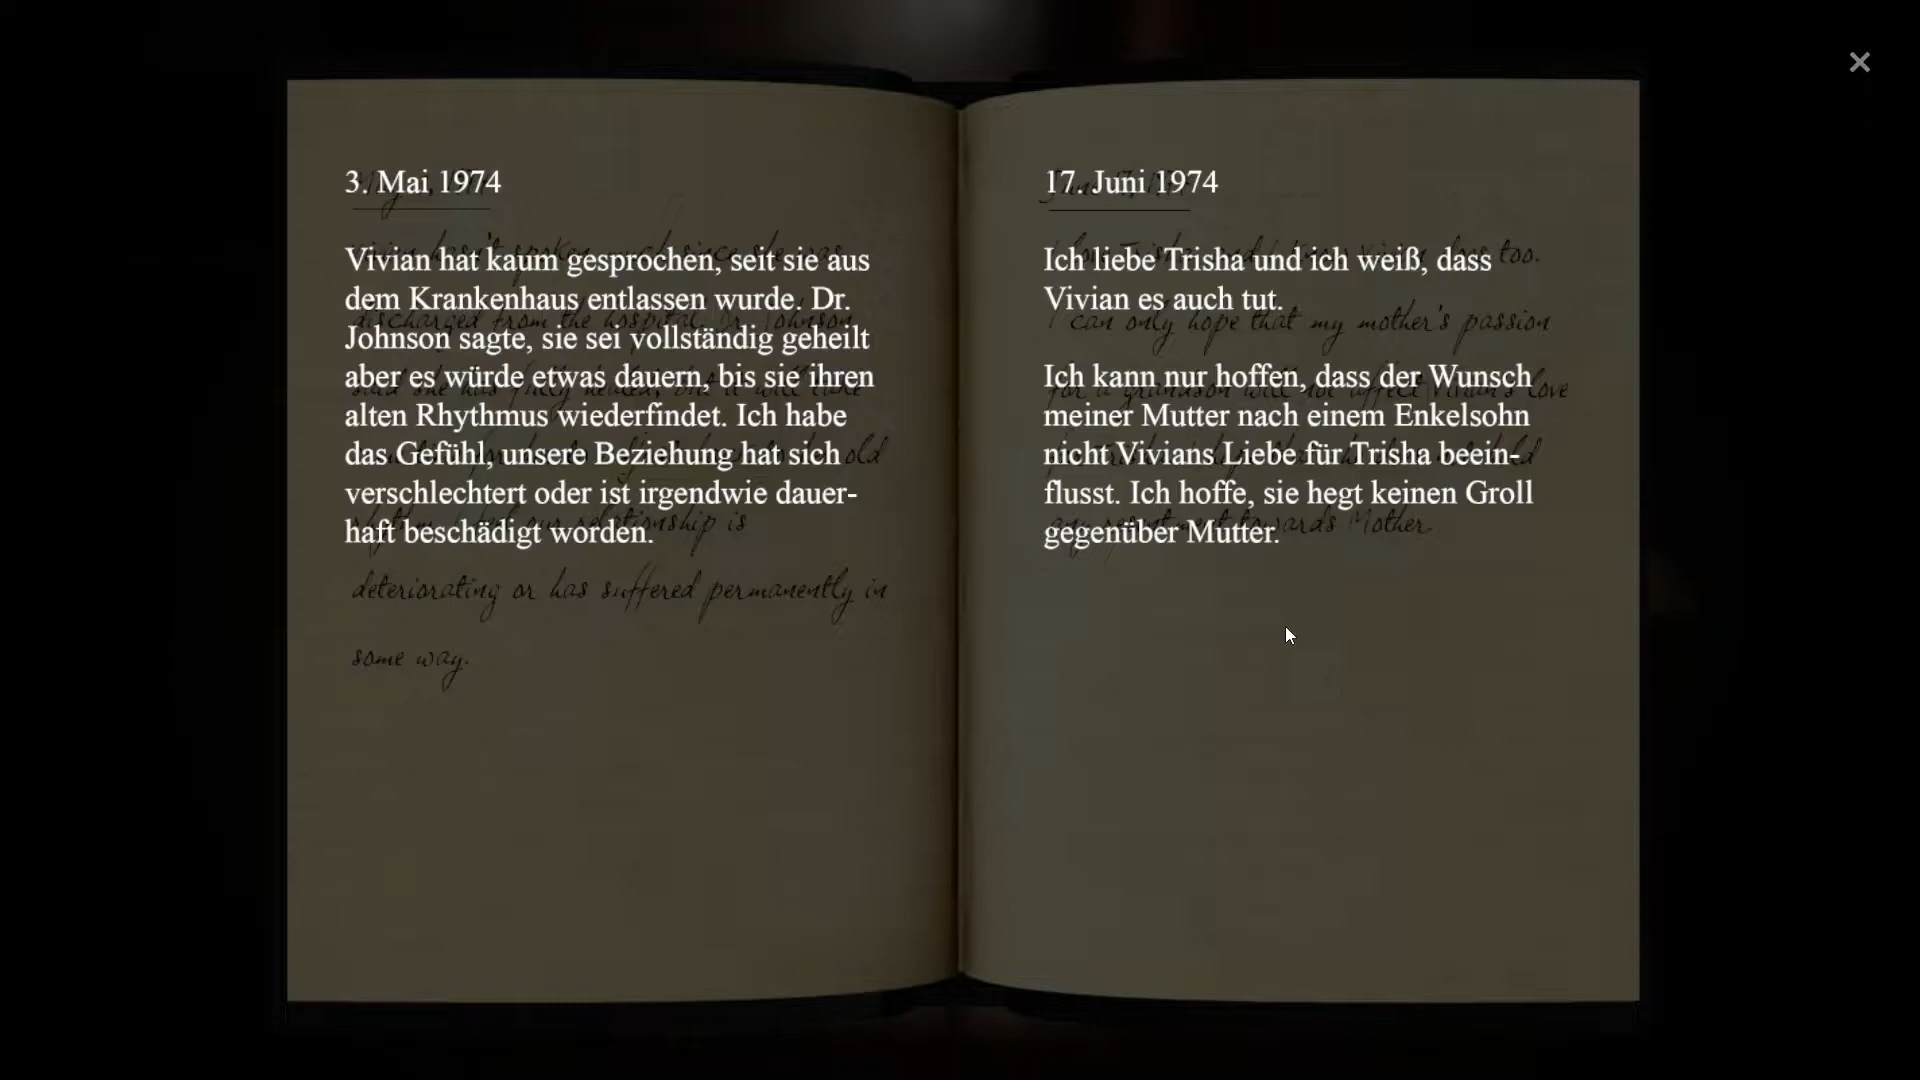 3. Mai 1974
Vivian hat kaum gesprochen, seit sie aus
dem Krankenhaus entlassen wurde. Dr.
Johnson sagte, sie sei vollständig geheilt
aber es würde etwas dauern, bis sie ihren
alten Rhythmus wiederfindet. Ich habe
das Gefühl, unsere Beziehung hat sich
verschlechtert oder ist irgendwie dauer-
haft beschädigt worden.
deteriorating or has suffered permanently in
some way.
17. Juni 1974
Ich liebe Trisha und ich weiß, dass
Vivian es auch tut.
I can only hope that my mother's passion
Ich kann nur hoffen, dass der Wunsch
meiner Mutter nach einem Enkelsohn
nicht Vivians Liebe für Trisha beein-
flusst. Ich hoffe, sie hegt keinen Groll
gegenüber Mutter.